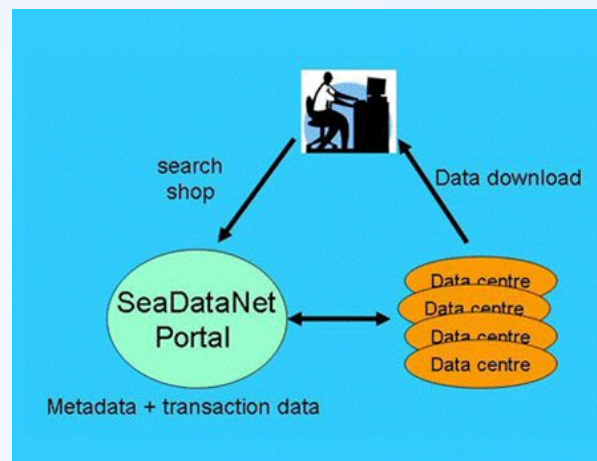 search
shop
Data download
SeaDataNet
Portal
Data centre
Data centre
Data centre
Data centre
Metadata + transaction data